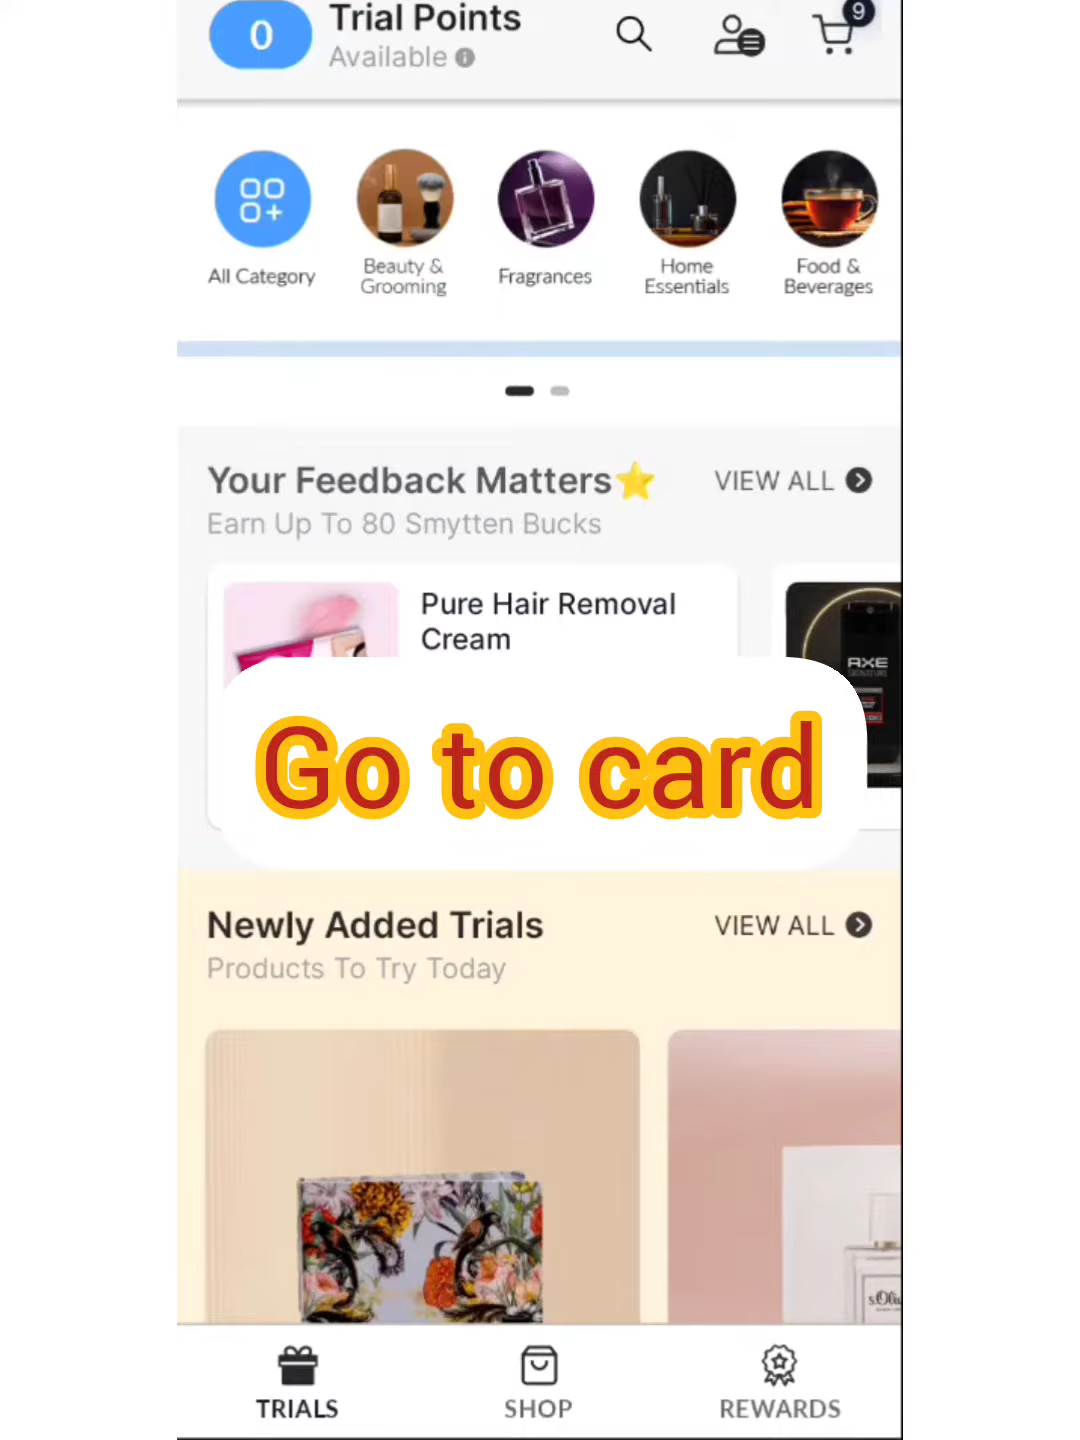 0
Trial Points
Available
9
All Category
Beauty &
Grooming
Fragrances
Home
Essentials
Food &
Beverages
Your Feedback Matters⭐
VIEW ALL
Earn Up To 80 Smytten Bucks
Pure Hair Removal
Cream
AXE
SIGNATURE
Go to card
Newly Added Trials
VIEW ALL
Products To Try Today
TRIALS
SHOP
REWARDS